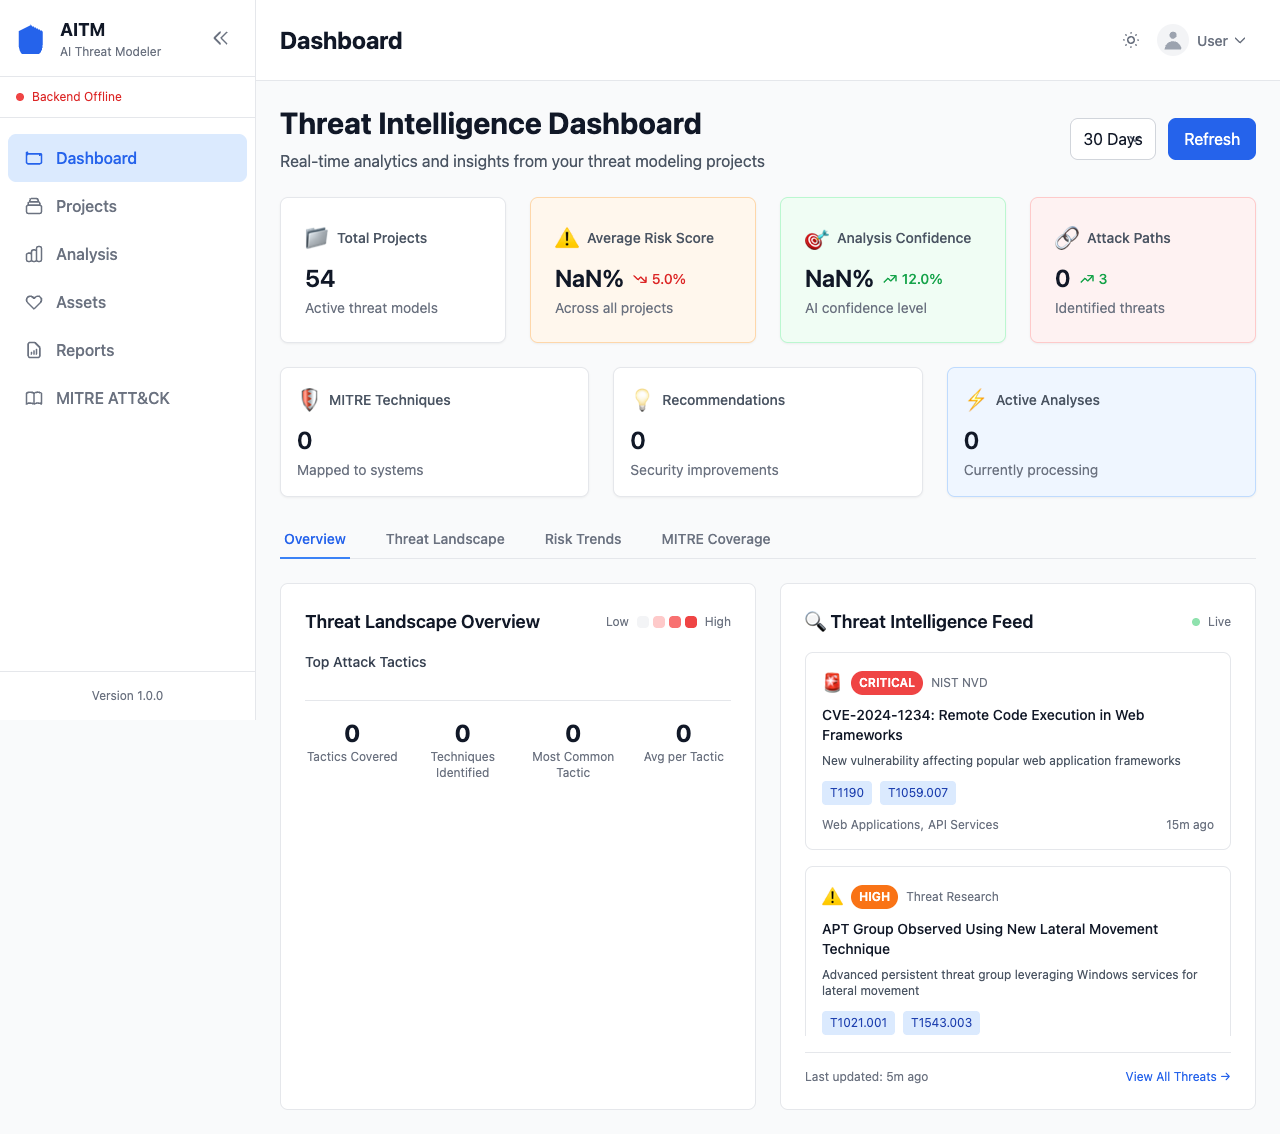 AITM
AI Threat Modeler
Backend Offline
Dashboard
Projects
Analysis
Assets
Reports
MITRE ATT&CK
Version 1.0.0
Dashboard
User
Threat Intelligence Dashboard
Real-time analytics and insights from your threat modeling projects
30 Days
Refresh
Total Projects
54
Active threat models
Average Risk Score
NaN% 5.0%
Across all projects
Analysis Confidence
NaN% 12.0%
AI confidence level
Attack Paths
0 3
Identified threats
MITRE Techniques
0
Mapped to systems
Recommendations
0
Security improvements
Active Analyses
0
Currently processing
Overview Threat Landscape Risk Trends MITRE Coverage
Threat Landscape Overview
Low High
Top Attack Tactics
0
Tactics Covered
0
Techniques
Identified
0
Most Common
Tactic
0
Avg per Tactic
Threat Intelligence Feed
Live
CRITICAL NIST NVD
CVE-2024-1234: Remote Code Execution in Web
Frameworks
New vulnerability affecting popular web application frameworks
T1190 T1059.007
Web Applications, API Services 15m ago
HIGH Threat Research
APT Group Observed Using New Lateral Movement
Technique
Advanced persistent threat group leveraging Windows services for
lateral movement
T1021.001 T1543.003
Last updated: 5m ago
View All Threats →